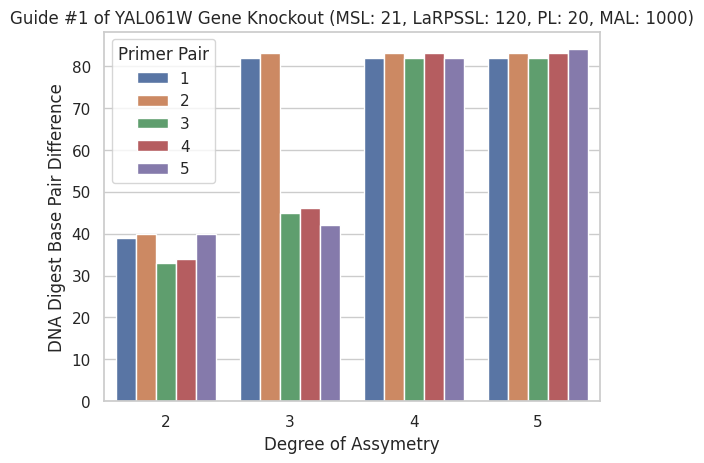 Guide #1 of YAL061W Gene Knockout (MSL: 21, LaRPSSL: 120, PL: 20, MAL: 1000)
Primer Pair
1
2
3
4
5
DNA Digest Base Pair Difference
80
70
60
50
40
30
20
10
0
2 3 4 5
Degree of Assymetry